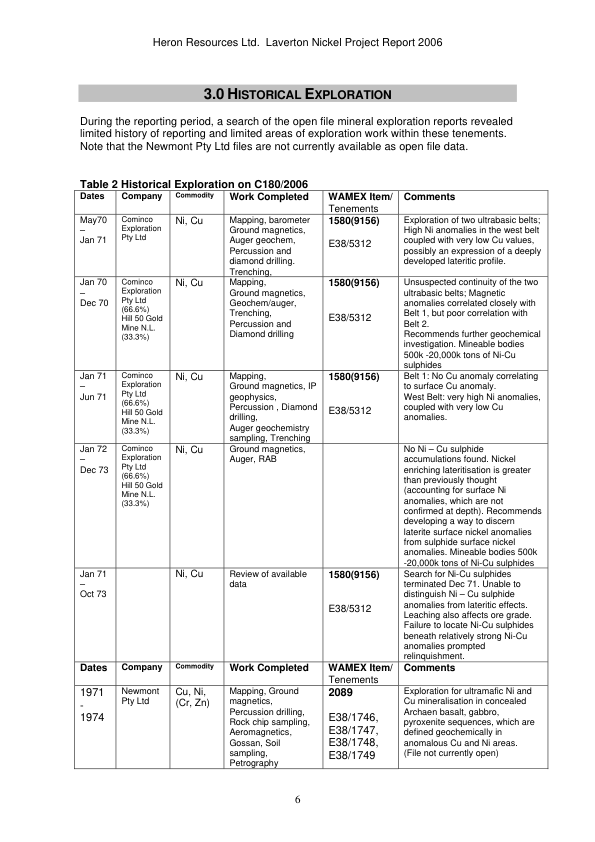 Heron Resources Ltd.  Laverton Nickel Project Report 2006
3.0 HISTORICAL EXPLORATION
During the reporting period, a search of the open file mineral exploration reports revealed
limited history of reporting and limited areas of exploration work within these tenements.
Note that the Newmont Pty Ltd files are not currently available as open file data.
Table 2 Historical Exploration on C180/2006
Dates Company Commodity Work Completed WAMEX Item/
Tenements
Comments
May70
–
Jan 71
Cominco
Exploration
Pty Ltd
Ni, Cu
Mapping, barometer
Ground magnetics,
Auger geochem,
Percussion and
diamond drilling.
Trenching,
1580(9156)
E38/5312
Exploration of two ultrabasic belts;
High Ni anomalies in the west belt
coupled with very low Cu values,
possibly an expression of a deeply
developed lateritic profile.
Jan 70
–
Dec 70
Cominco
Exploration
Pty Ltd
(66.6%)
Hill 50 Gold
Mine N.L.
(33.3%)
Ni, Cu
Mapping,
Ground magnetics,
Geochem/auger,
Trenching,
Percussion and
Diamond drilling
1580(9156)
E38/5312
Unsuspected continuity of the two
ultrabasic belts; Magnetic
anomalies correlated closely with
Belt 1, but poor correlation with
Belt 2.
Recommends further geochemical
investigation. Mineable bodies
500k -20,000k tons of Ni-Cu
sulphides
Jan 71
–
Jun 71
Cominco
Exploration
Pty Ltd
(66.6%)
Hill 50 Gold
Mine N.L.
(33.3%)
Ni, Cu
Mapping,
Ground magnetics, IP
geophysics,
Percussion , Diamond
drilling,
Auger geochemistry
sampling, Trenching
1580(9156)
E38/5312
Belt 1: No Cu anomaly correlating
to surface Cu anomaly.
West Belt: very high Ni anomalies,
coupled with very low Cu
anomalies.
Jan 72
–
Dec 73
Cominco
Exploration
Pty Ltd
(66.6%)
Hill 50 Gold
Mine N.L.
(33.3%)
Ni, Cu
Ground magnetics,
Auger, RAB
No Ni – Cu sulphide
accumulations found. Nickel
enriching lateritisation is greater
than previously thought
(accounting for surface Ni
anomalies, which are not
confirmed at depth). Recommends
developing a way to discern
laterite surface nickel anomalies
from sulphide surface nickel
anomalies. Mineable bodies 500k
-20,000k tons of Ni-Cu sulphides
Jan 71
–
Oct 73
Ni, Cu
Review of available
data
1580(9156)
E38/5312
Search for Ni-Cu sulphides
terminated Dec 71. Unable to
distinguish Ni – Cu sulphide
anomalies from lateritic effects.
Leaching also affects ore grade.
Failure to locate Ni-Cu sulphides
beneath relatively strong Ni-Cu
anomalies prompted
relinquishment.
Dates Company Commodity Work Completed WAMEX Item/
Tenements
Comments
1971
-
1974
Newmont
Pty Ltd
Cu, Ni,
(Cr, Zn)
Mapping, Ground
magnetics,
Percussion drilling,
Rock chip sampling,
Aeromagnetics,
Gossan, Soil
sampling,
Petrography
2089
E38/1746,
E38/1747,
E38/1748,
E38/1749
Exploration for ultramafic Ni and
Cu mineralisation in concealed
Archaen basalt, gabbro,
pyroxenite sequences, which are
defined geochemically in
anomalous Cu and Ni areas.
(File not currently open)
6